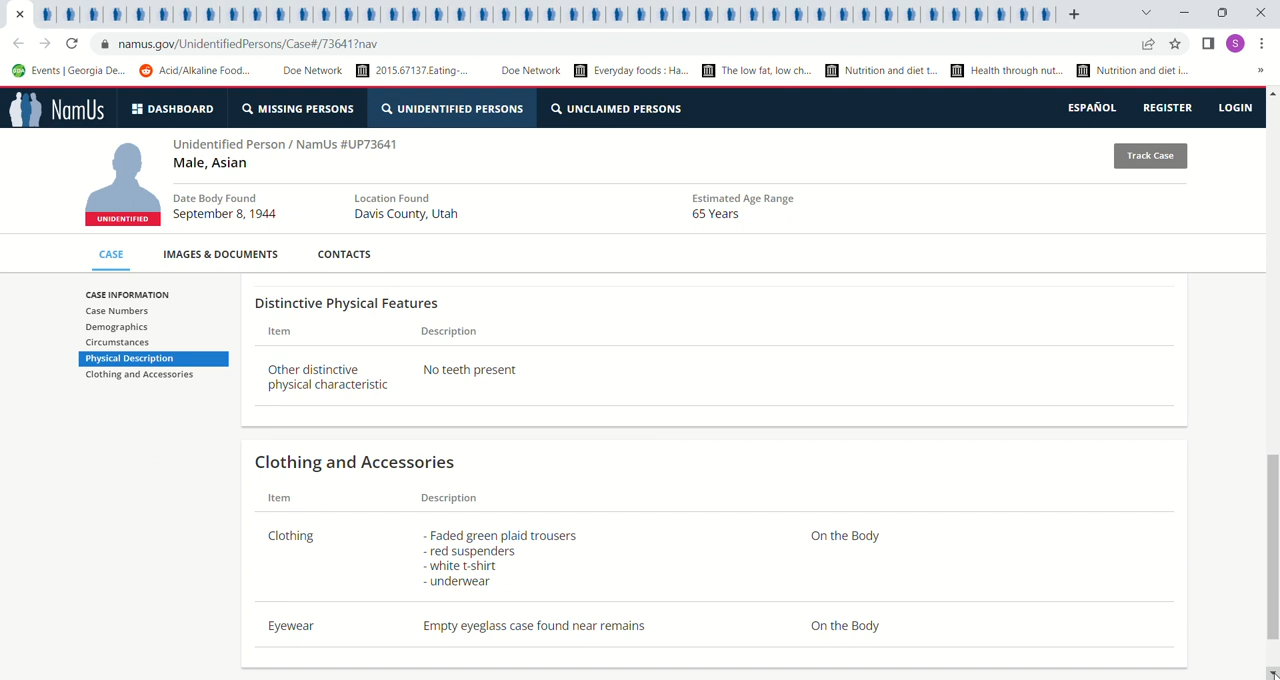 namus.gov/UnidentifiedPersons/Case#/73641?nav
S
Events | Georgia De...
Acid/Alkaline Food...
Doe Network
2015.67137.Eating-...
Doe Network
Everyday foods : Ha...
The low fat, low ch...
Nutrition and diet t...
Health through nut...
Nutrition and diet i...
»
NamUs
DASHBOARD
MISSING PERSONS
UNIDENTIFIED PERSONS
UNCLAIMED PERSONS
ESPAÑOL
REGISTER
LOGIN
Unidentified Person / NamUs #UP73641
Male, Asian
Track Case
UNIDENTIFIED
Date Body Found
September 8, 1944
Location Found
Davis County, Utah
Estimated Age Range
65 Years
CASE
IMAGES & DOCUMENTS
CONTACTS
CASE INFORMATION
Case Numbers
Demographics
Circumstances
Physical Description
Clothing and Accessories
Distinctive Physical Features
Item Description
Other distinctive
physical characteristic
No teeth present
Clothing and Accessories
Item Description
Clothing
- Faded green plaid trousers
- red suspenders
- white t-shirt
- underwear
On the Body
Eyewear
Empty eyeglass case found near remains
On the Body